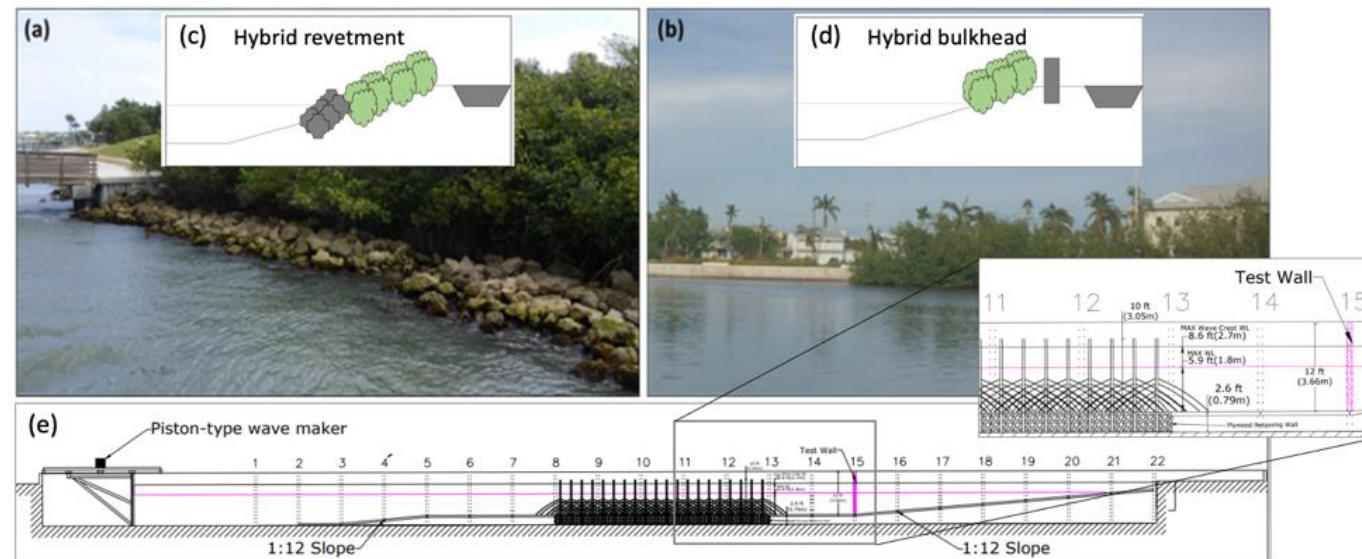 (a)
(c) Hybrid revetment
(b)
(d) Hybrid bulkhead
Test Wall
11 12 13 14 15
10 ft
(3.05m)
MAX Wave Crest WL
8.6 ft(2.7m)
MAX WL
5.9 ft(1.8m)
12 ft
(3.66m)
2.6 ft
(0.79m)
Plywood Retaining Wall
(e)
Piston-type wave maker
Test Wall
1 2 3 4 5 6 7 8 9 10 11 12 13 14 15 16 17 18 19 20 21 22
1:12 Slope
1:12 Slope